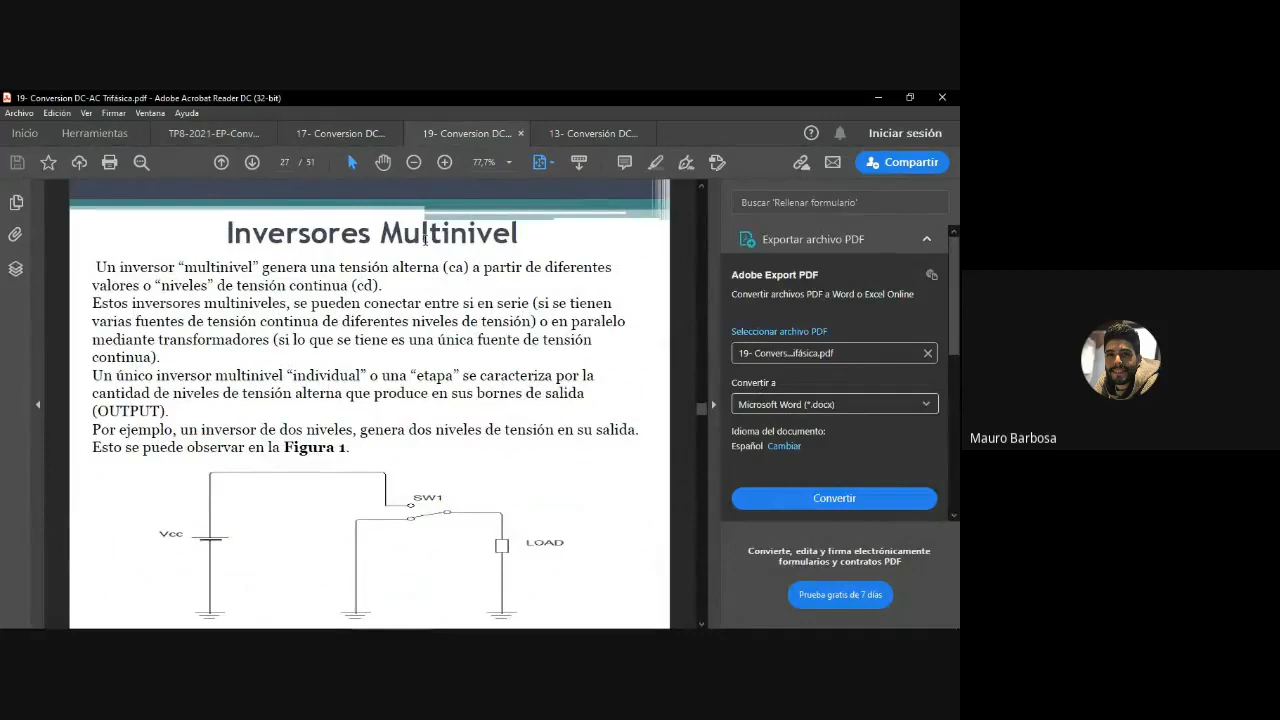 19- Conversion DC-AC Trifásica.pdf - Adobe Acrobat Reader DC (32-bit)
Archivo Edición Ver Firmar Ventana Ayuda
Inicio Herramientas TP8-2021-EP-Conv... 17- Conversion DC... 19- Conversion DC... × 13- Conversión DC... Iniciar sesión
27 / 51 77,7% Compartir
Inversores Multinivel
Un inversor “multinivel” genera una tensión alterna (ca) a partir de diferentes
valores o “niveles” de tensión continua (cd).
Estos inversores multiniveles, se pueden conectar entre si en serie (si se tienen
varias fuentes de tensión continua de diferentes niveles de tensión) o en paralelo
mediante transformadores (si lo que se tiene es una única fuente de tensión
continua).
Un único inversor multinivel “individual” o una “etapa” se caracteriza por la
cantidad de niveles de tensión alterna que produce en sus bornes de salida
(OUTPUT).
Por ejemplo, un inversor de dos niveles, genera dos niveles de tensión en su salida.
Esto se puede observar en la Figura 1.
SW1
Vcc
LOAD
Buscar 'Rellenar formulario'
Exportar archivo PDF
Adobe Export PDF
Convertir archivos PDF a Word o Excel Online
Seleccionar archivo PDF
19- Convers...ifásica.pdf
Convertir a
Microsoft Word (*.docx)
Idioma del documento:
Español Cambiar
Convertir
Convierte, edita y firma electrónicamente
formularios y contratos PDF
Prueba gratis de 7 días
Mauro Barbosa